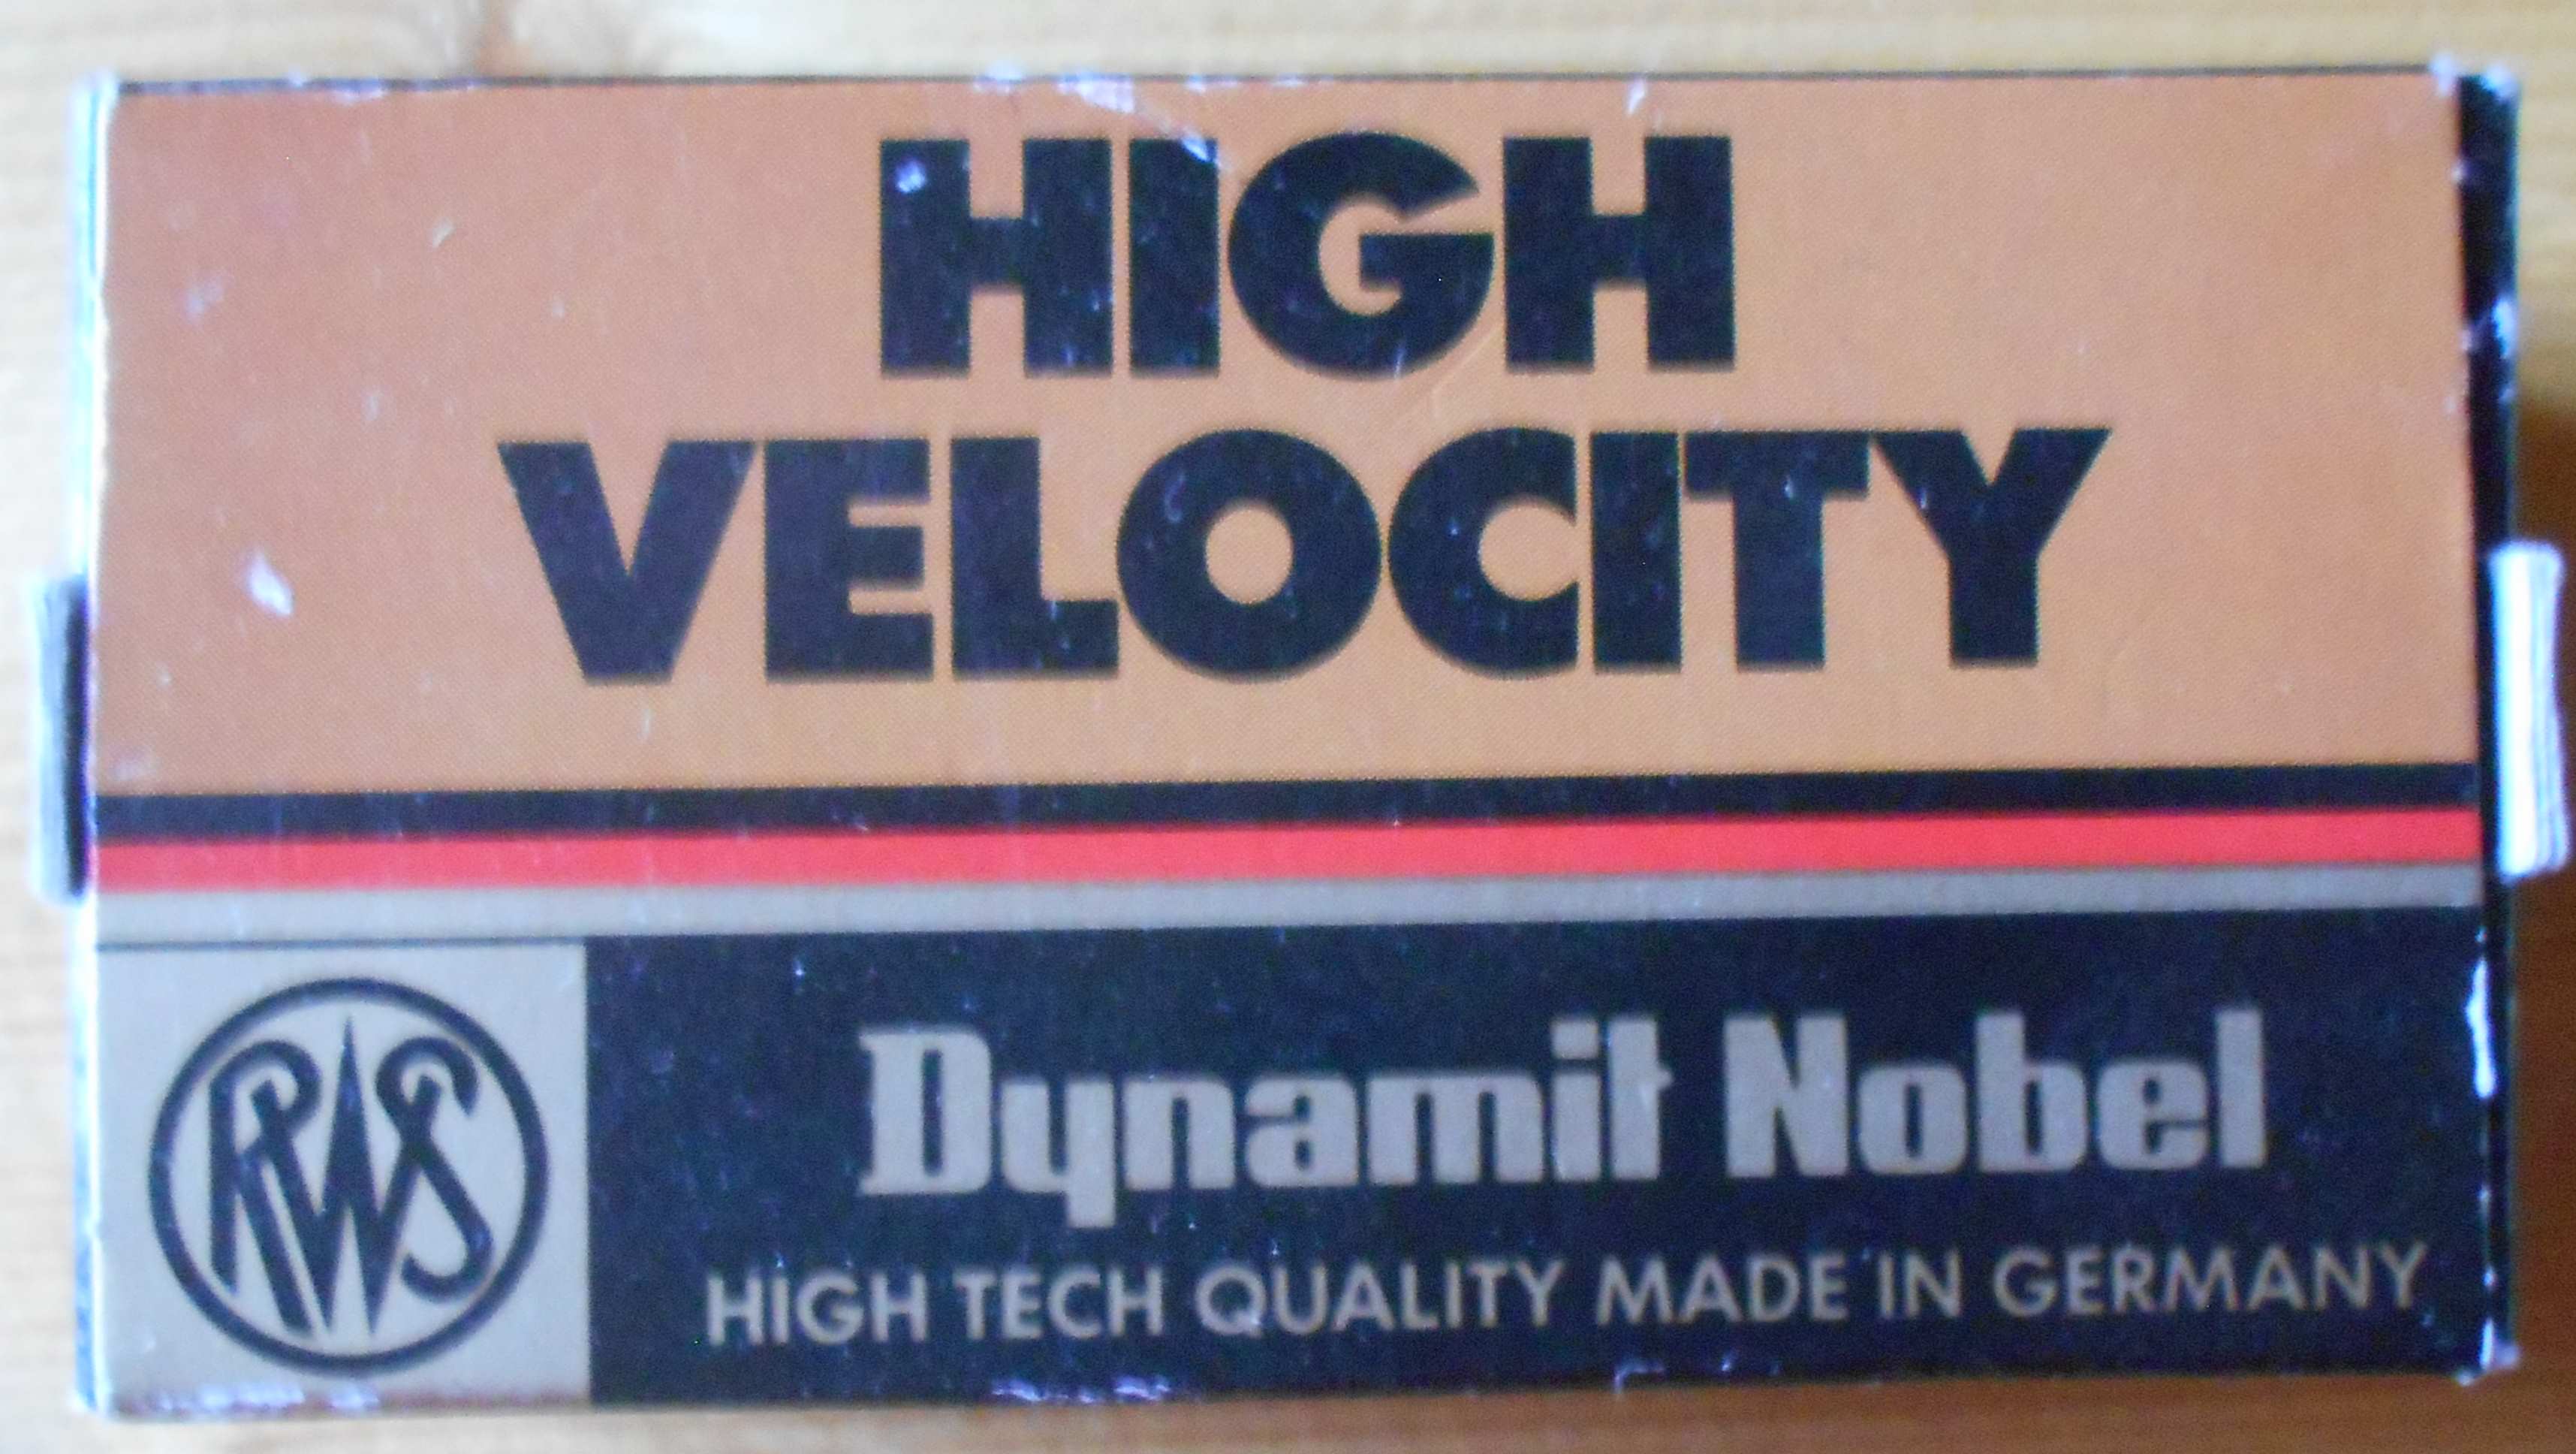 HIGH
VELOCITY
RWS
Dynamit Nobel
HIGH TECH QUALITY MADE IN GERMANY